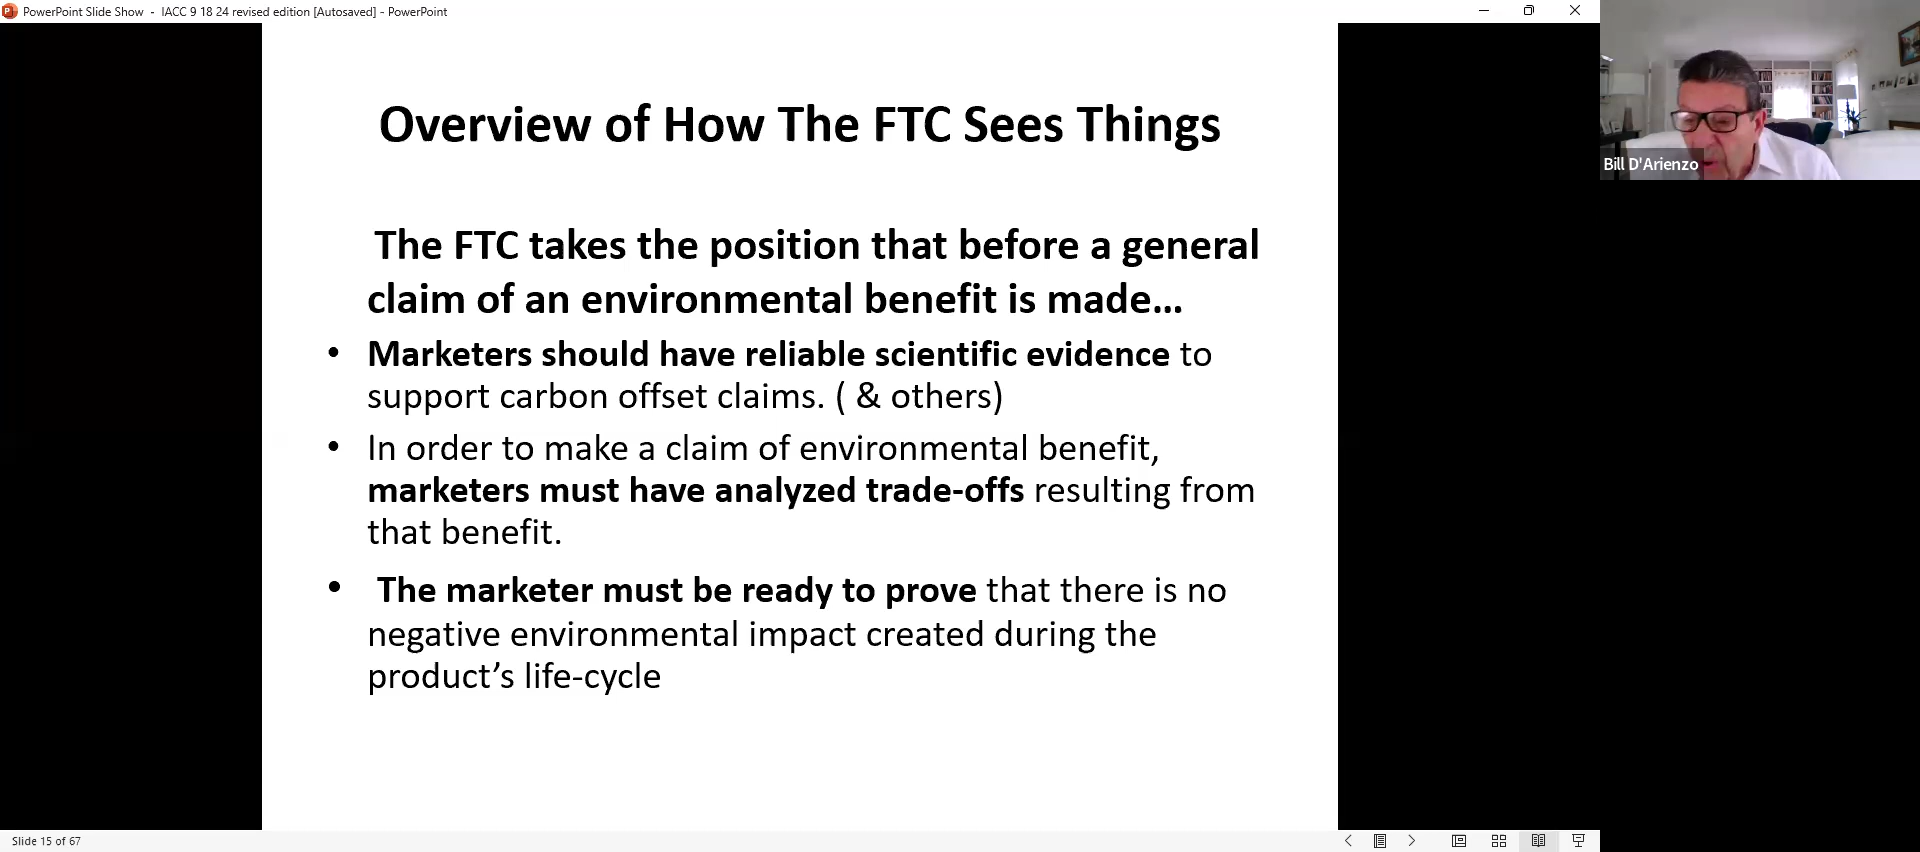 PowerPoint Slide Show - IACC 9 18 24 revised edition [Autosaved] - PowerPoint
Overview of How The FTC Sees Things
The FTC takes the position that before a general
claim of an environmental benefit is made...
• Marketers should have reliable scientific evidence to
support carbon offset claims. ( & others)
• In order to make a claim of environmental benefit,
marketers must have analyzed trade-offs resulting from
that benefit.
• The marketer must be ready to prove that there is no
negative environmental impact created during the
product’s life-cycle
Bill D'Arienzo
Slide 15 of 67